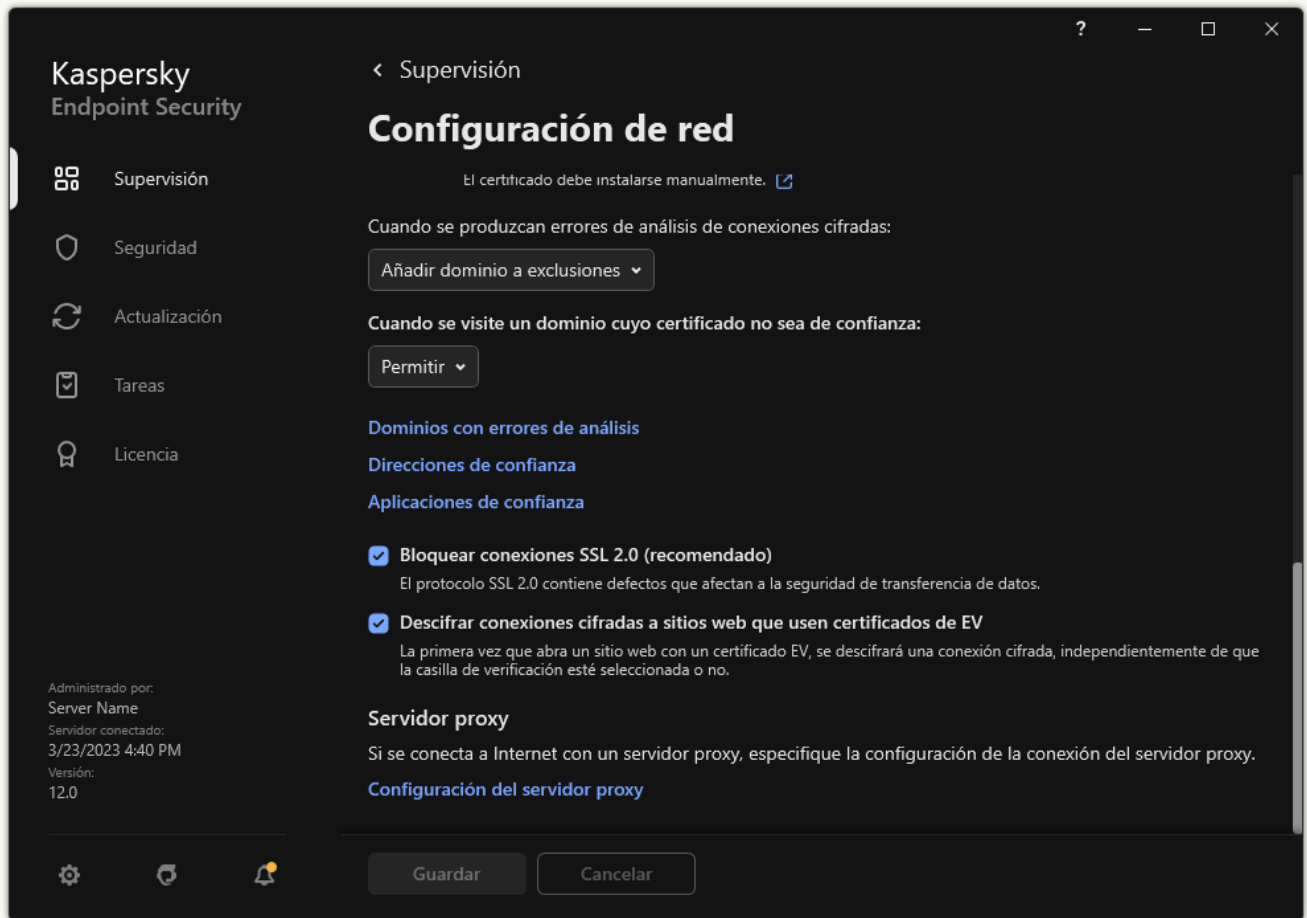 ?
Kaspersky
Endpoint Security
Supervisión
Seguridad
Actualización
Tareas
Licencia
Administrado por:
Server Name
Servidor conectado:
3/23/2023 4:40 PM
Versión:
12.0
Supervisión
Configuración de red
El certificado debe instalarse manualmente.
Cuando se produzcan errores de análisis de conexiones cifradas:
Añadir dominio a exclusiones
Cuando se visite un dominio cuyo certificado no sea de confianza:
Permitir
Dominios con errores de análisis
Direcciones de confianza
Aplicaciones de confianza
Bloquear conexiones SSL 2.0 (recomendado)
El protocolo SSL 2.0 contiene defectos que afectan a la seguridad de transferencia de datos.
Descifrar conexiones cifradas a sitios web que usen certificados de EV
La primera vez que abra un sitio web con un certificado EV, se descifrará una conexión cifrada, independientemente de que
la casilla de verificación esté seleccionada o no.
Servidor proxy
Si se conecta a Internet con un servidor proxy, especifique la configuración de la conexión del servidor proxy.
Configuración del servidor proxy
Guardar
Cancelar